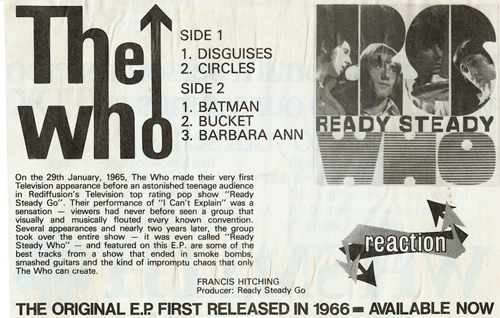 The Who
SIDE 1
1. DISGUISES
2. CIRCLES
SIDE 2
1. BATMAN
2. BUCKET
3. BARBARA ANN
RS
READY STEADY
WHO
On the 29th January, 1965, The Who made their very first
Television appearance before an astonished teenage audience
in Rediffusion's Television top rating pop show "Ready
Steady Go". Their performance of "I Can't Explain" was a
sensation — viewers had never before seen a group that
visually and musically flouted every known convention.
Several appearances and nearly two years later, the group
took over the entire show — it was even called "Ready
Steady Who" — and featured on this E.P. are some of the
best tracks from a show that ended in smoke bombs,
smashed guitars and the kind of impromptu chaos that only
The Who can create.
FRANCIS HITCHING
Producer: Ready Steady Go
reaction
THE ORIGINAL E.P. FIRST RELEASED IN 1966 – AVAILABLE NOW